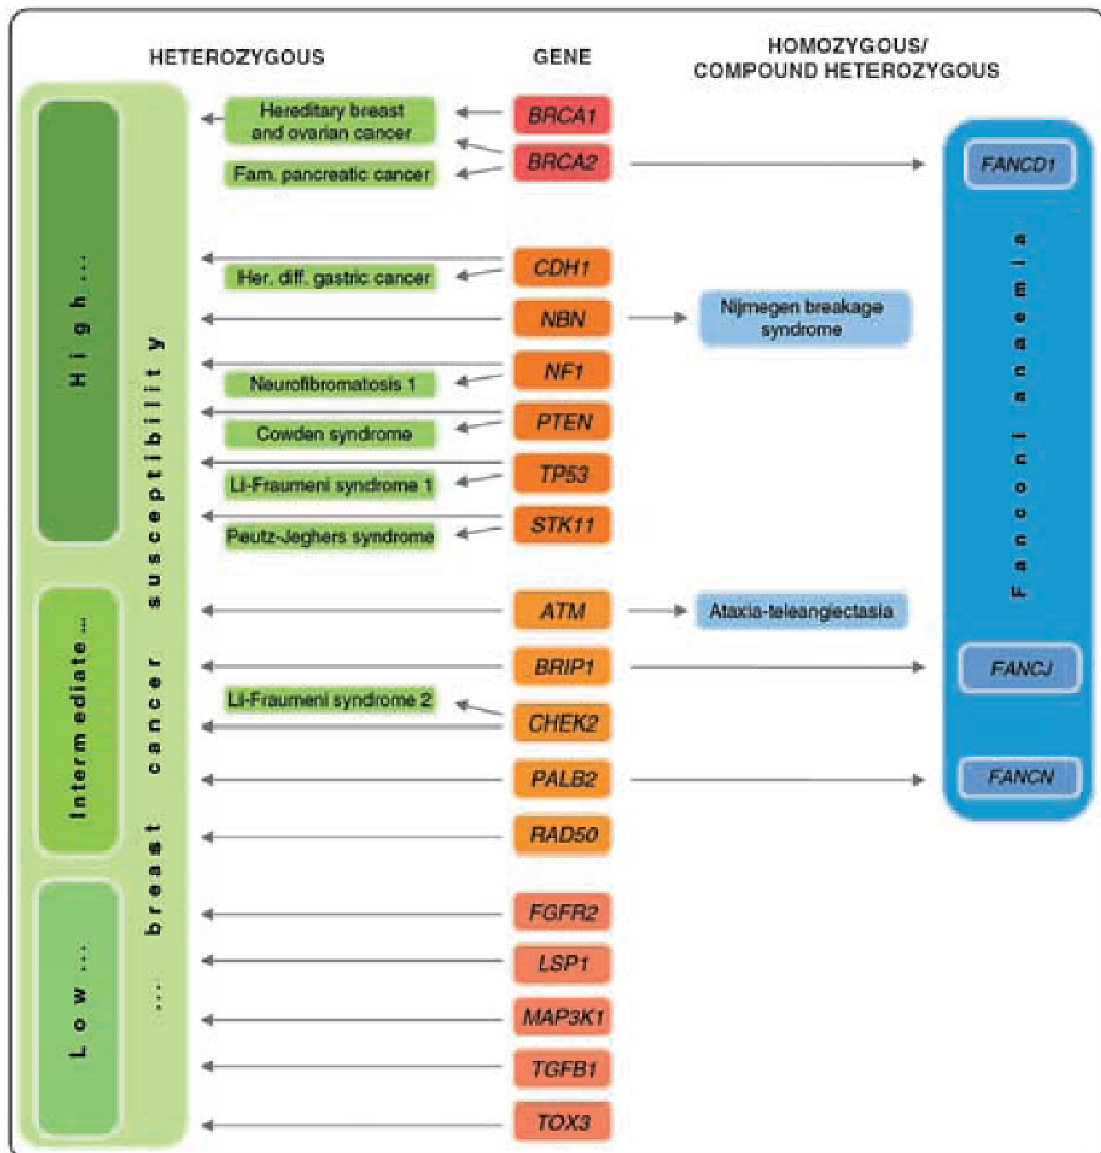 HETEROZYGOUS
GENE
HOMOZYGOUS/
COMPOUND HETEROZYGOUS
High...
Intermediate...
Low...
... breast cancer susceptibility
Hereditary breast
and ovarian cancer
BRCA1
Fam. pancreatic cancer
BRCA2
FANCD1
CDH1
Her. diff. gastric cancer
NBN
Nijmegen breakage
syndrome
NF1
Neurofibromatosis 1
PTEN
Cowden syndrome
TP53
Li-Fraumeni syndrome 1
STK11
Peutz-Jeghers syndrome
Fanconi anaemia
ATM
Ataxia-teleangiectasia
BRIP1
FANCJ
Li-Fraumeni syndrome 2
CHEK2
PALB2
FANCN
RAD50
FGFR2
LSP1
MAP3K1
TGFB1
TOX3